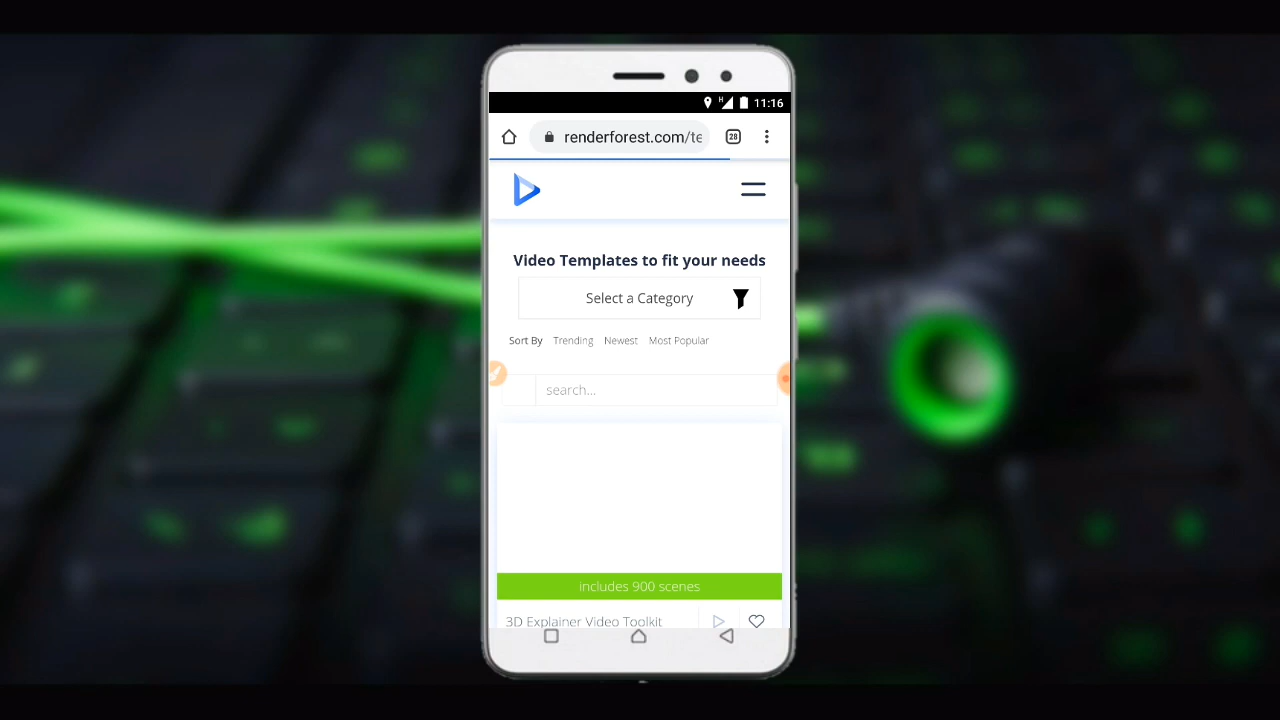 H 11:16
renderforest.com/te 28
Video Templates to fit your needs
Select a Category
Sort By Trending Newest Most Popular
search...
includes 900 scenes
3D Explainer Video Toolkit